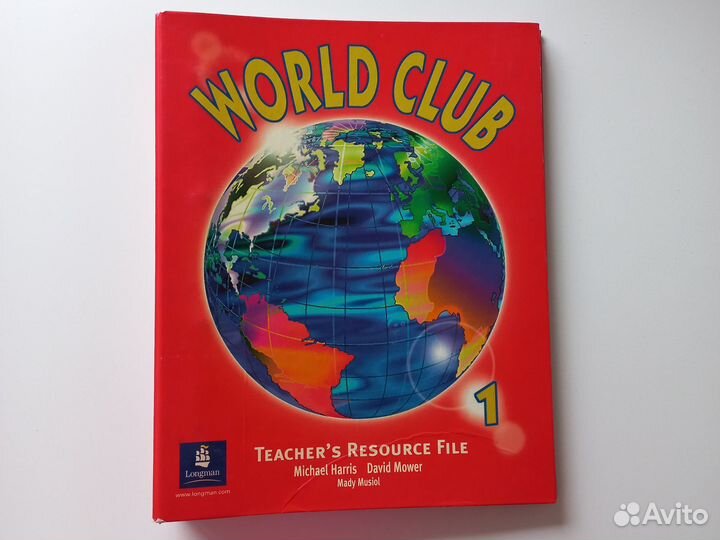 WORLD CLUB
1
TEACHER'S RESOURCE FILE
Michael Harris David Mower
Mady Musiol
Longman
www.longman.com
Avito